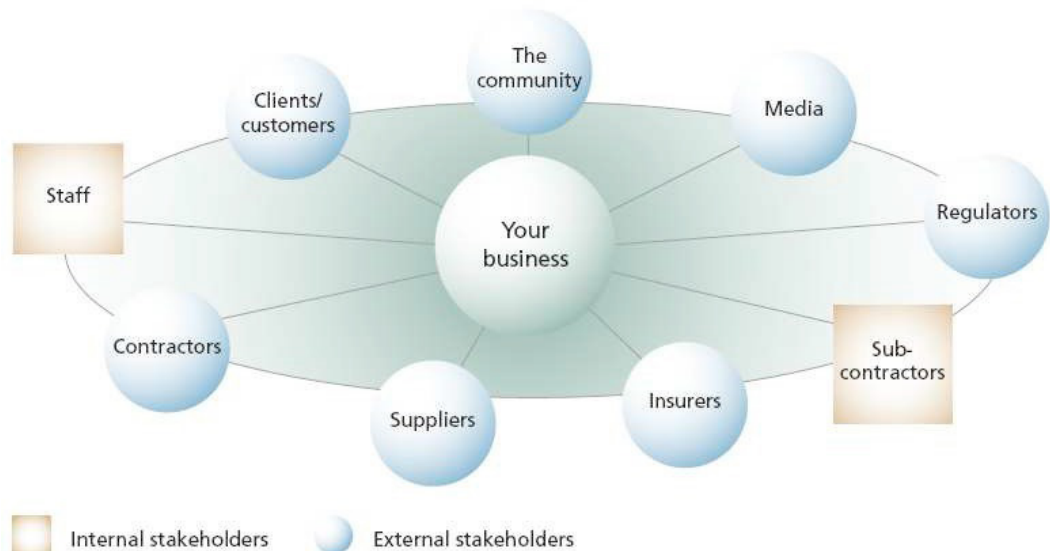 The
community
Clients/
customers
Media
Staff
Regulators
Your
business
Contractors
Sub-
contractors
Suppliers
Insurers
Internal stakeholders
External stakeholders